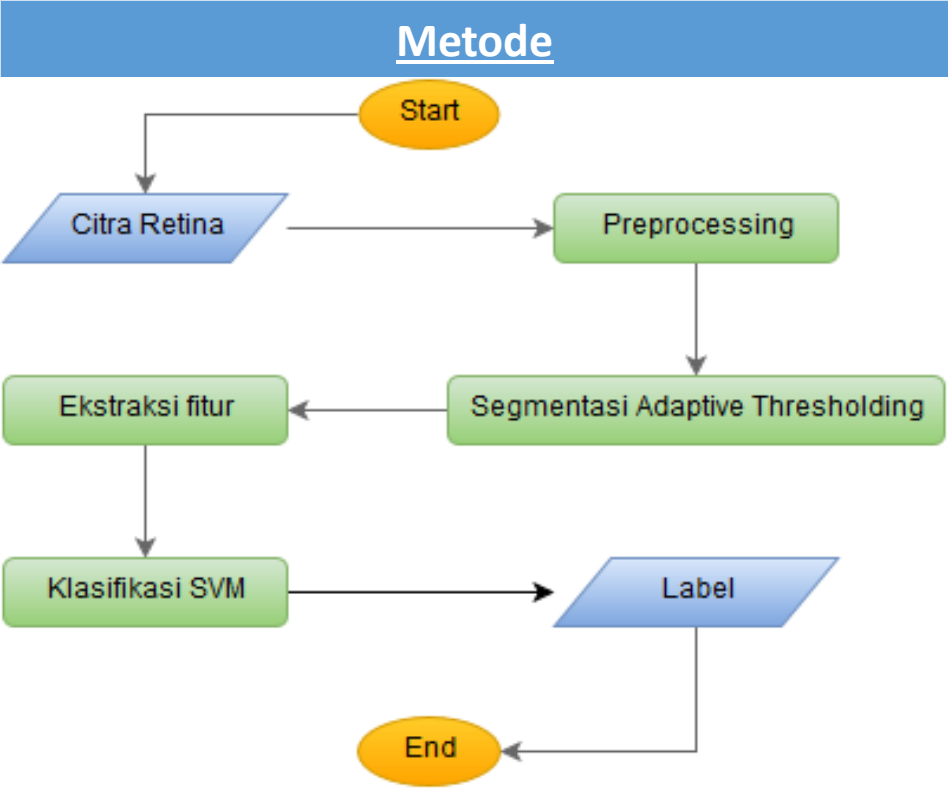 Metode
Start
Citra Retina
Preprocessing
Segmentasi Adaptive Thresholding
Ekstraksi fitur
Klasifikasi SVM
Label
End